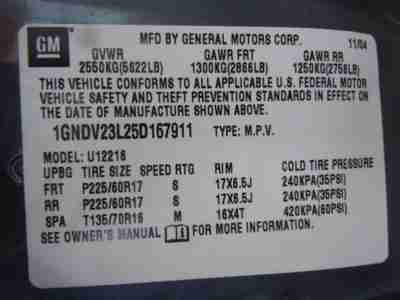 GM
MFD BY GENERAL MOTORS CORP. 11/04
GVWR GAWR FRT GAWR RR
2550KG(5622LB) 1300KG(2866LB) 1250KG(2756LB)
THIS VEHICLE CONFORMS TO ALL APPLICABLE U.S. FEDERAL MOTOR
VEHICLE SAFETY AND THEFT PREVENTION STANDARDS IN EFFECT ON
THE DATE OF MANUFACTURE SHOWN ABOVE.
1GNDV23L25D167911 TYPE: M.P.V.
MODEL: U12216
UPBG TIRE SIZE SPEED RTG RIM COLD TIRE PRESSURE
FRT P225/60R17 S 17X6.5J 240KPA(35PSI)
RR P225/60R17 S 17X6.5J 240KPA(35PSI)
SPA T135/70R16 M 16X4T 420KPA(60PSI)
SEE OWNER'S MANUAL FOR MORE INFORMATION.